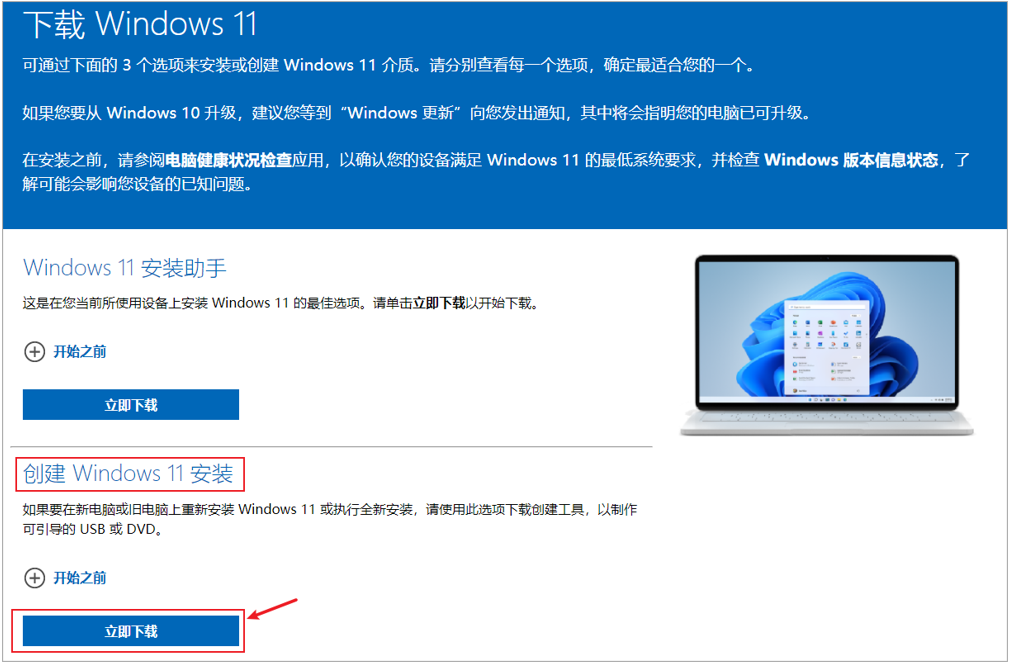 下载 Windows 11
可通过下面的 3 个选项来安装或创建 Windows 11 介质。请分别查看每一个选项，确定最适合您的一个。
如果您要从 Windows 10 升级，建议您等到“Windows 更新”向您发出通知，其中将会指明您的电脑已可升级。
在安装之前，请参阅电脑健康状况检查应用，以确认您的设备满足 Windows 11 的最低系统要求，并检查 Windows 版本信息状态，了
解可能会影响您设备的已知问题。
Windows 11 安装助手
这是在您当前所使用设备上安装 Windows 11 的最佳选项。请单击立即下载以开始下载。
开始之前
立即下载
创建 Windows 11 安装
如果要在新电脑或旧电脑上重新安装 Windows 11 或执行全新安装，请使用此选项下载创建工具，以制作
可引导的 USB 或 DVD。
开始之前
立即下载